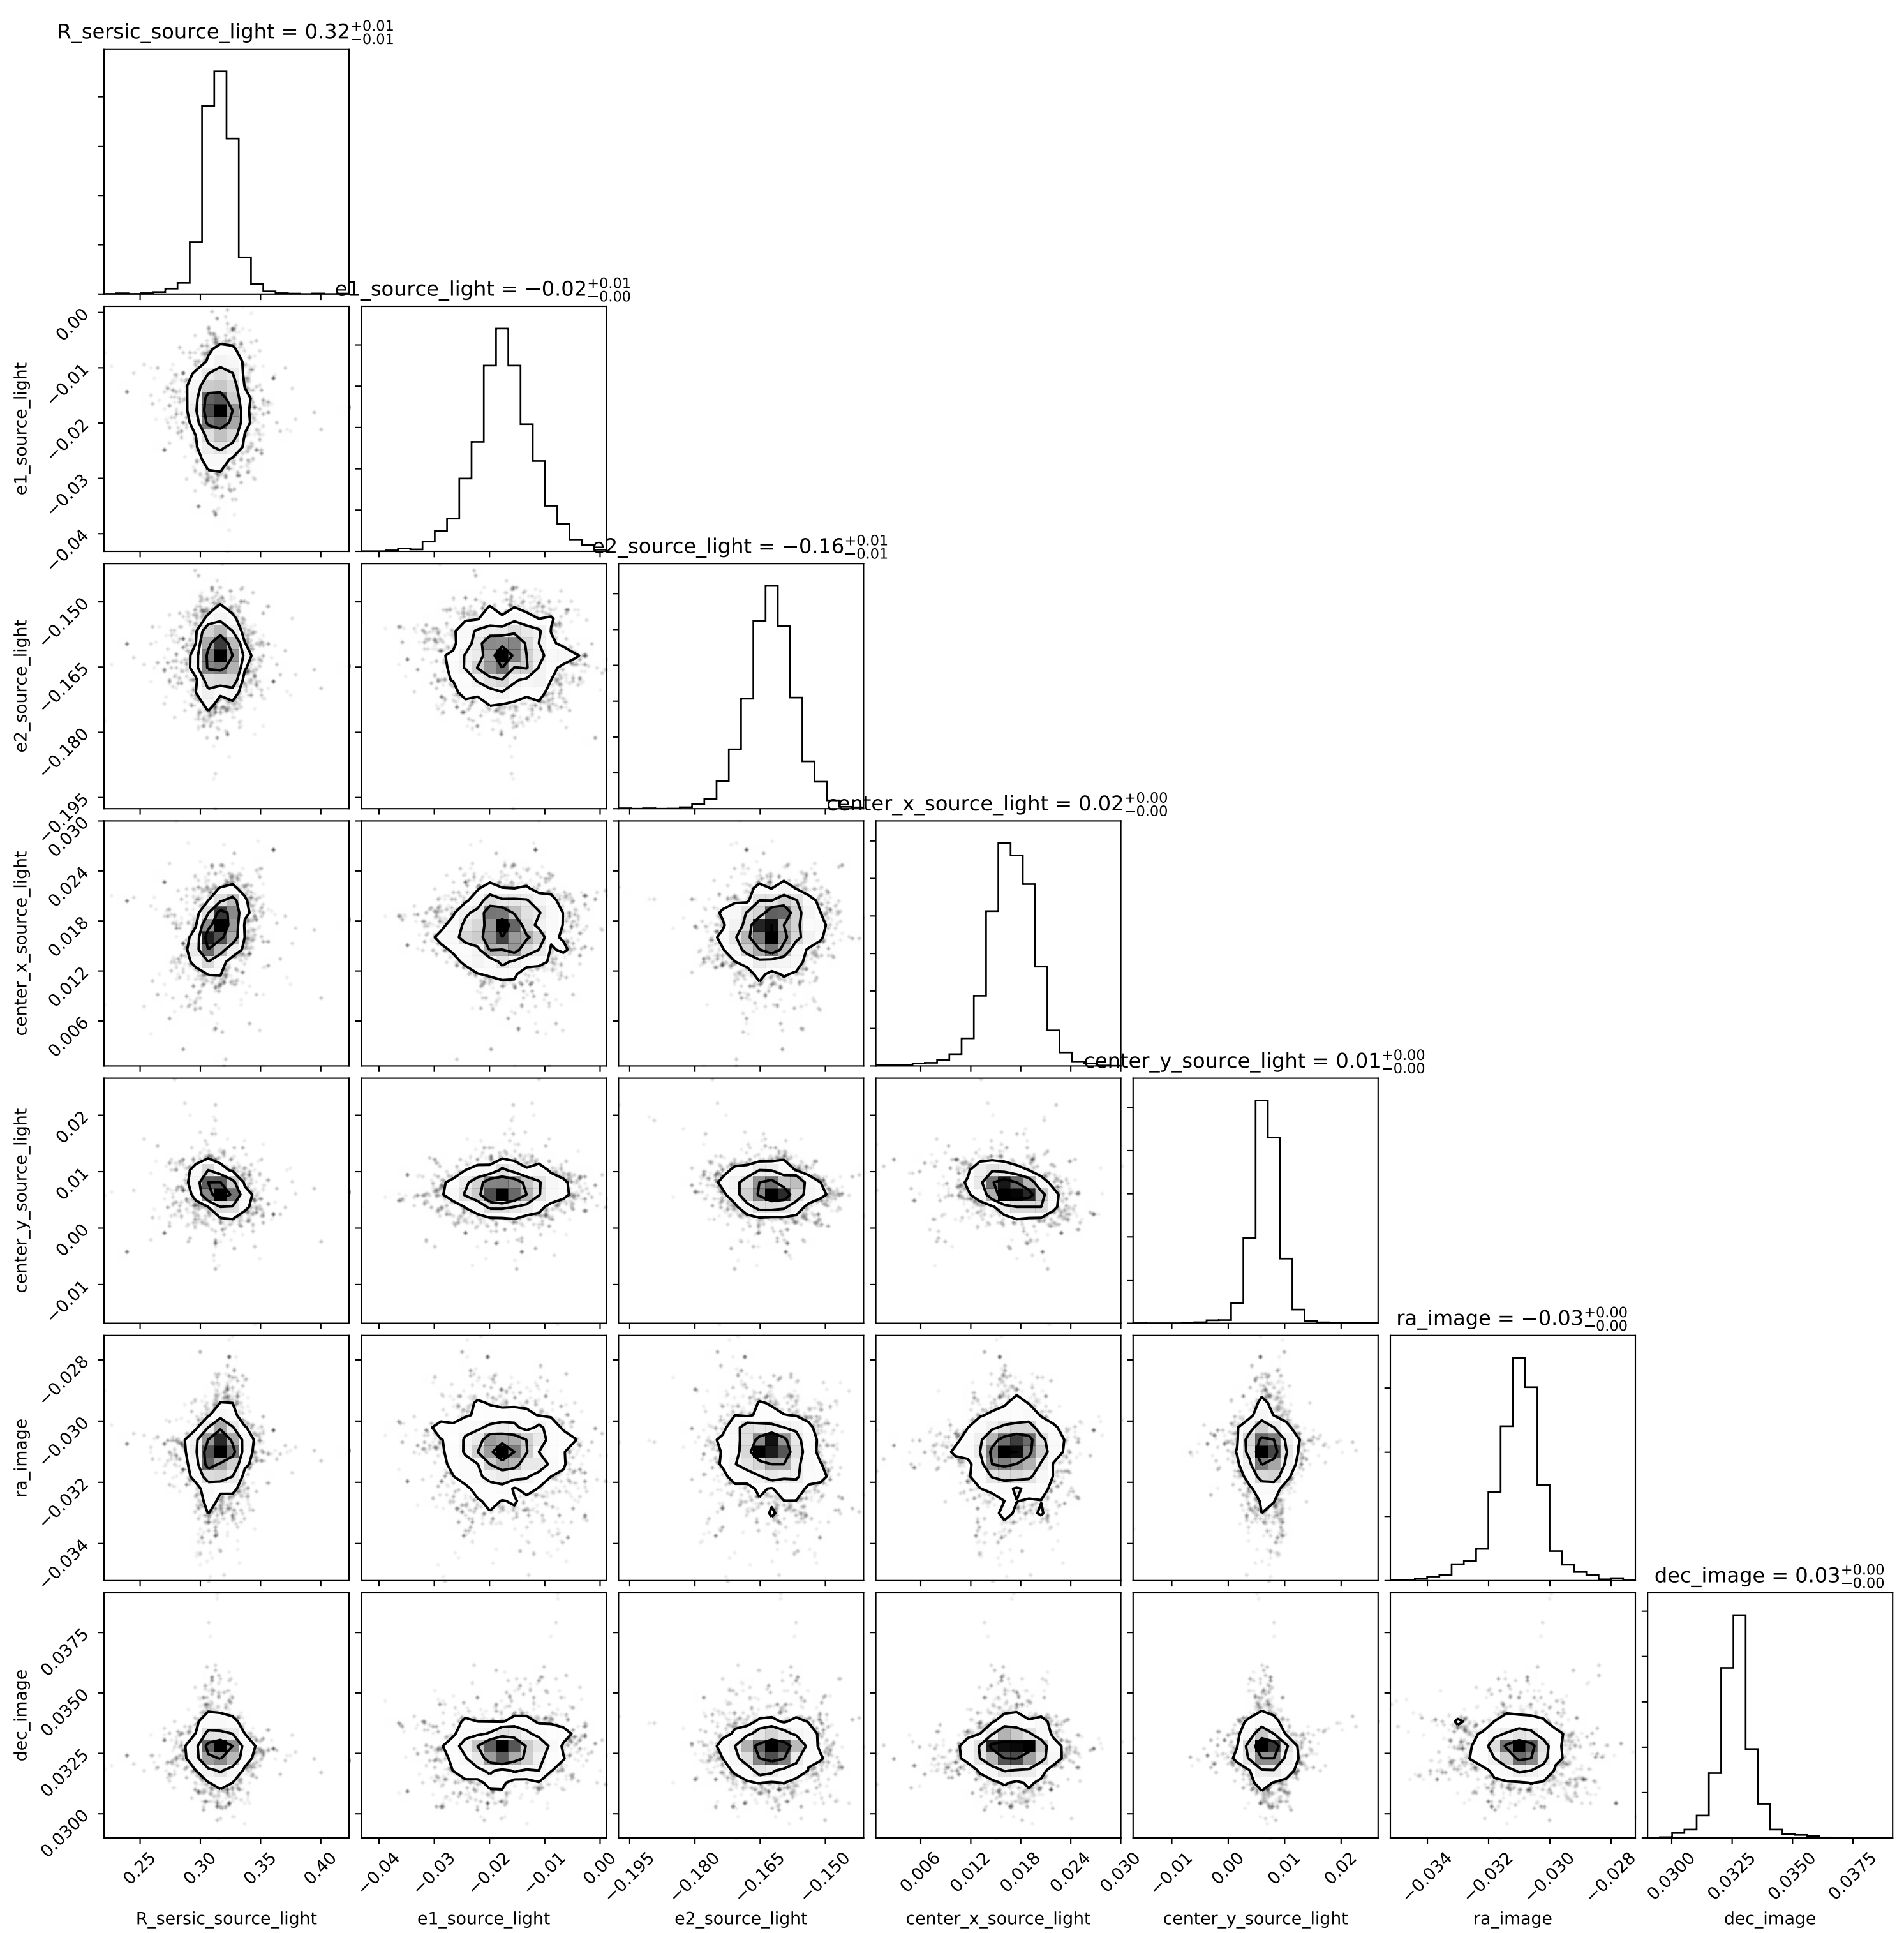 R_sersic_source_light = 0.32 +0.01 −0.01
e1_source_light = −0.02 +0.01 −0.00
0.00
−0.01
−0.02
−0.03
−0.04
e1_source_light
e2_source_light = −0.16 +0.01 −0.01
−0.150
−0.165
−0.180
−0.195
e2_source_light
center_x_source_light = 0.02 +0.00 −0.00
0.030
0.024
0.018
0.012
0.006
center_x_source_light
center_y_source_light = 0.01 +0.00 −0.00
0.02
0.01
0.00
−0.01
center_y_source_light
ra_image = −0.03 +0.00 −0.00
−0.028
−0.030
−0.032
−0.034
ra_image
dec_image = 0.03 +0.00 −0.00
0.0375
0.0350
0.0325
0.0300
dec_image
0.25 0.30 0.35 0.40
−0.04 −0.03 −0.02 −0.01 0.00
−0.195 −0.180 −0.165 −0.150
0.006 0.012 0.018 0.024 0.030
−0.01 0.00 0.01 0.02
−0.034 −0.032 −0.030 −0.028
0.0300 0.0325 0.0350 0.0375
R_sersic_source_light
e1_source_light
e2_source_light
center_x_source_light
center_y_source_light
ra_image
dec_image